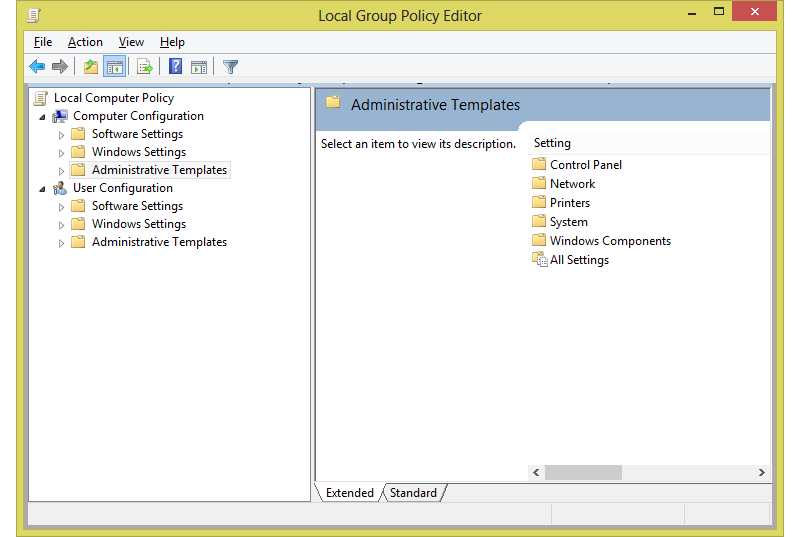 Local Group Policy Editor
File Action View Help
Local Computer Policy
Computer Configuration
Software Settings
Windows Settings
Administrative Templates
User Configuration
Software Settings
Windows Settings
Administrative Templates
Administrative Templates
Select an item to view its description.
Setting
Control Panel
Network
Printers
System
Windows Components
All Settings
Extended Standard